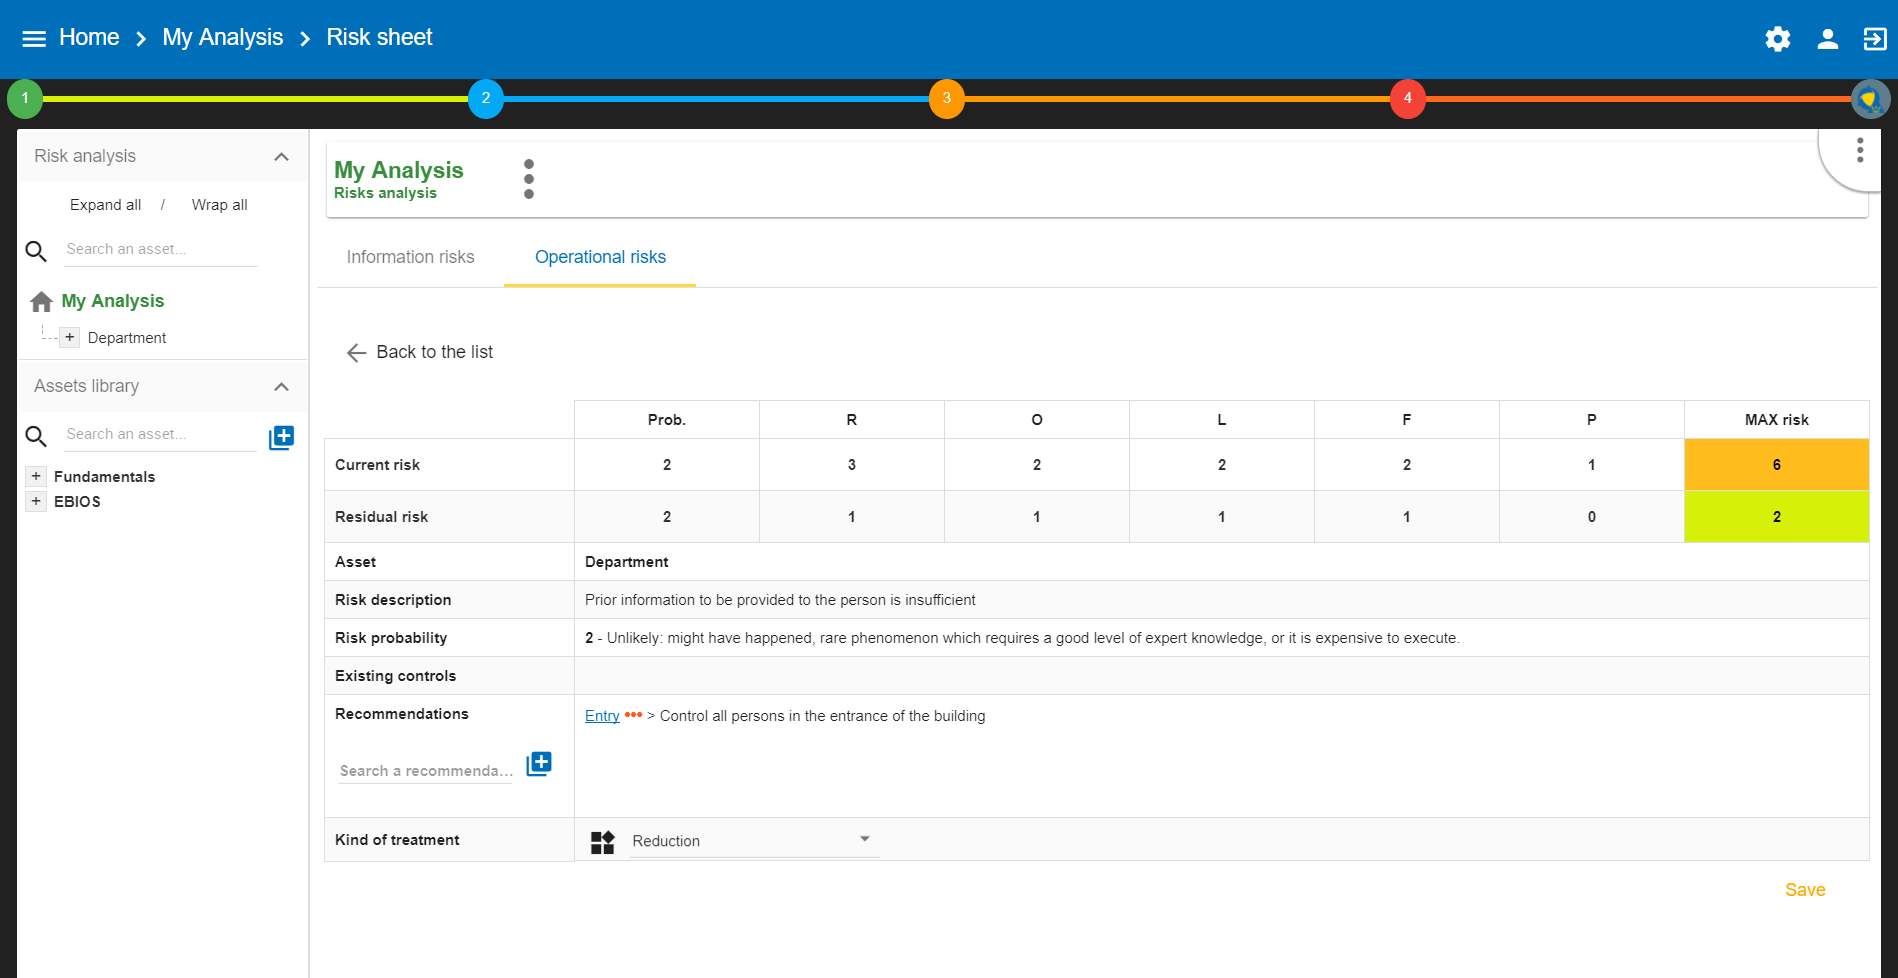 Home > My Analysis > Risk sheet
1 2 3 4
Risk analysis
Expand all / Wrap all
Search an asset...
My Analysis
+ Department
Assets library
Search an asset...
+ Fundamentals
+ EBIOS
My Analysis
Risks analysis
Information risks Operational risks
Back to the list
Prob. R O L F P MAX risk
Current risk 2 3 2 2 2 1 6
Residual risk 2 1 1 1 1 0 2
Asset Department
Risk description Prior information to be provided to the person is insufficient
Risk probability 2 - Unlikely: might have happened, rare phenomenon which requires a good level of expert knowledge, or it is expensive to execute.
Existing controls
Recommendations Entry ●●● > Control all persons in the entrance of the building
Search a recommenda...
Kind of treatment Reduction
Save